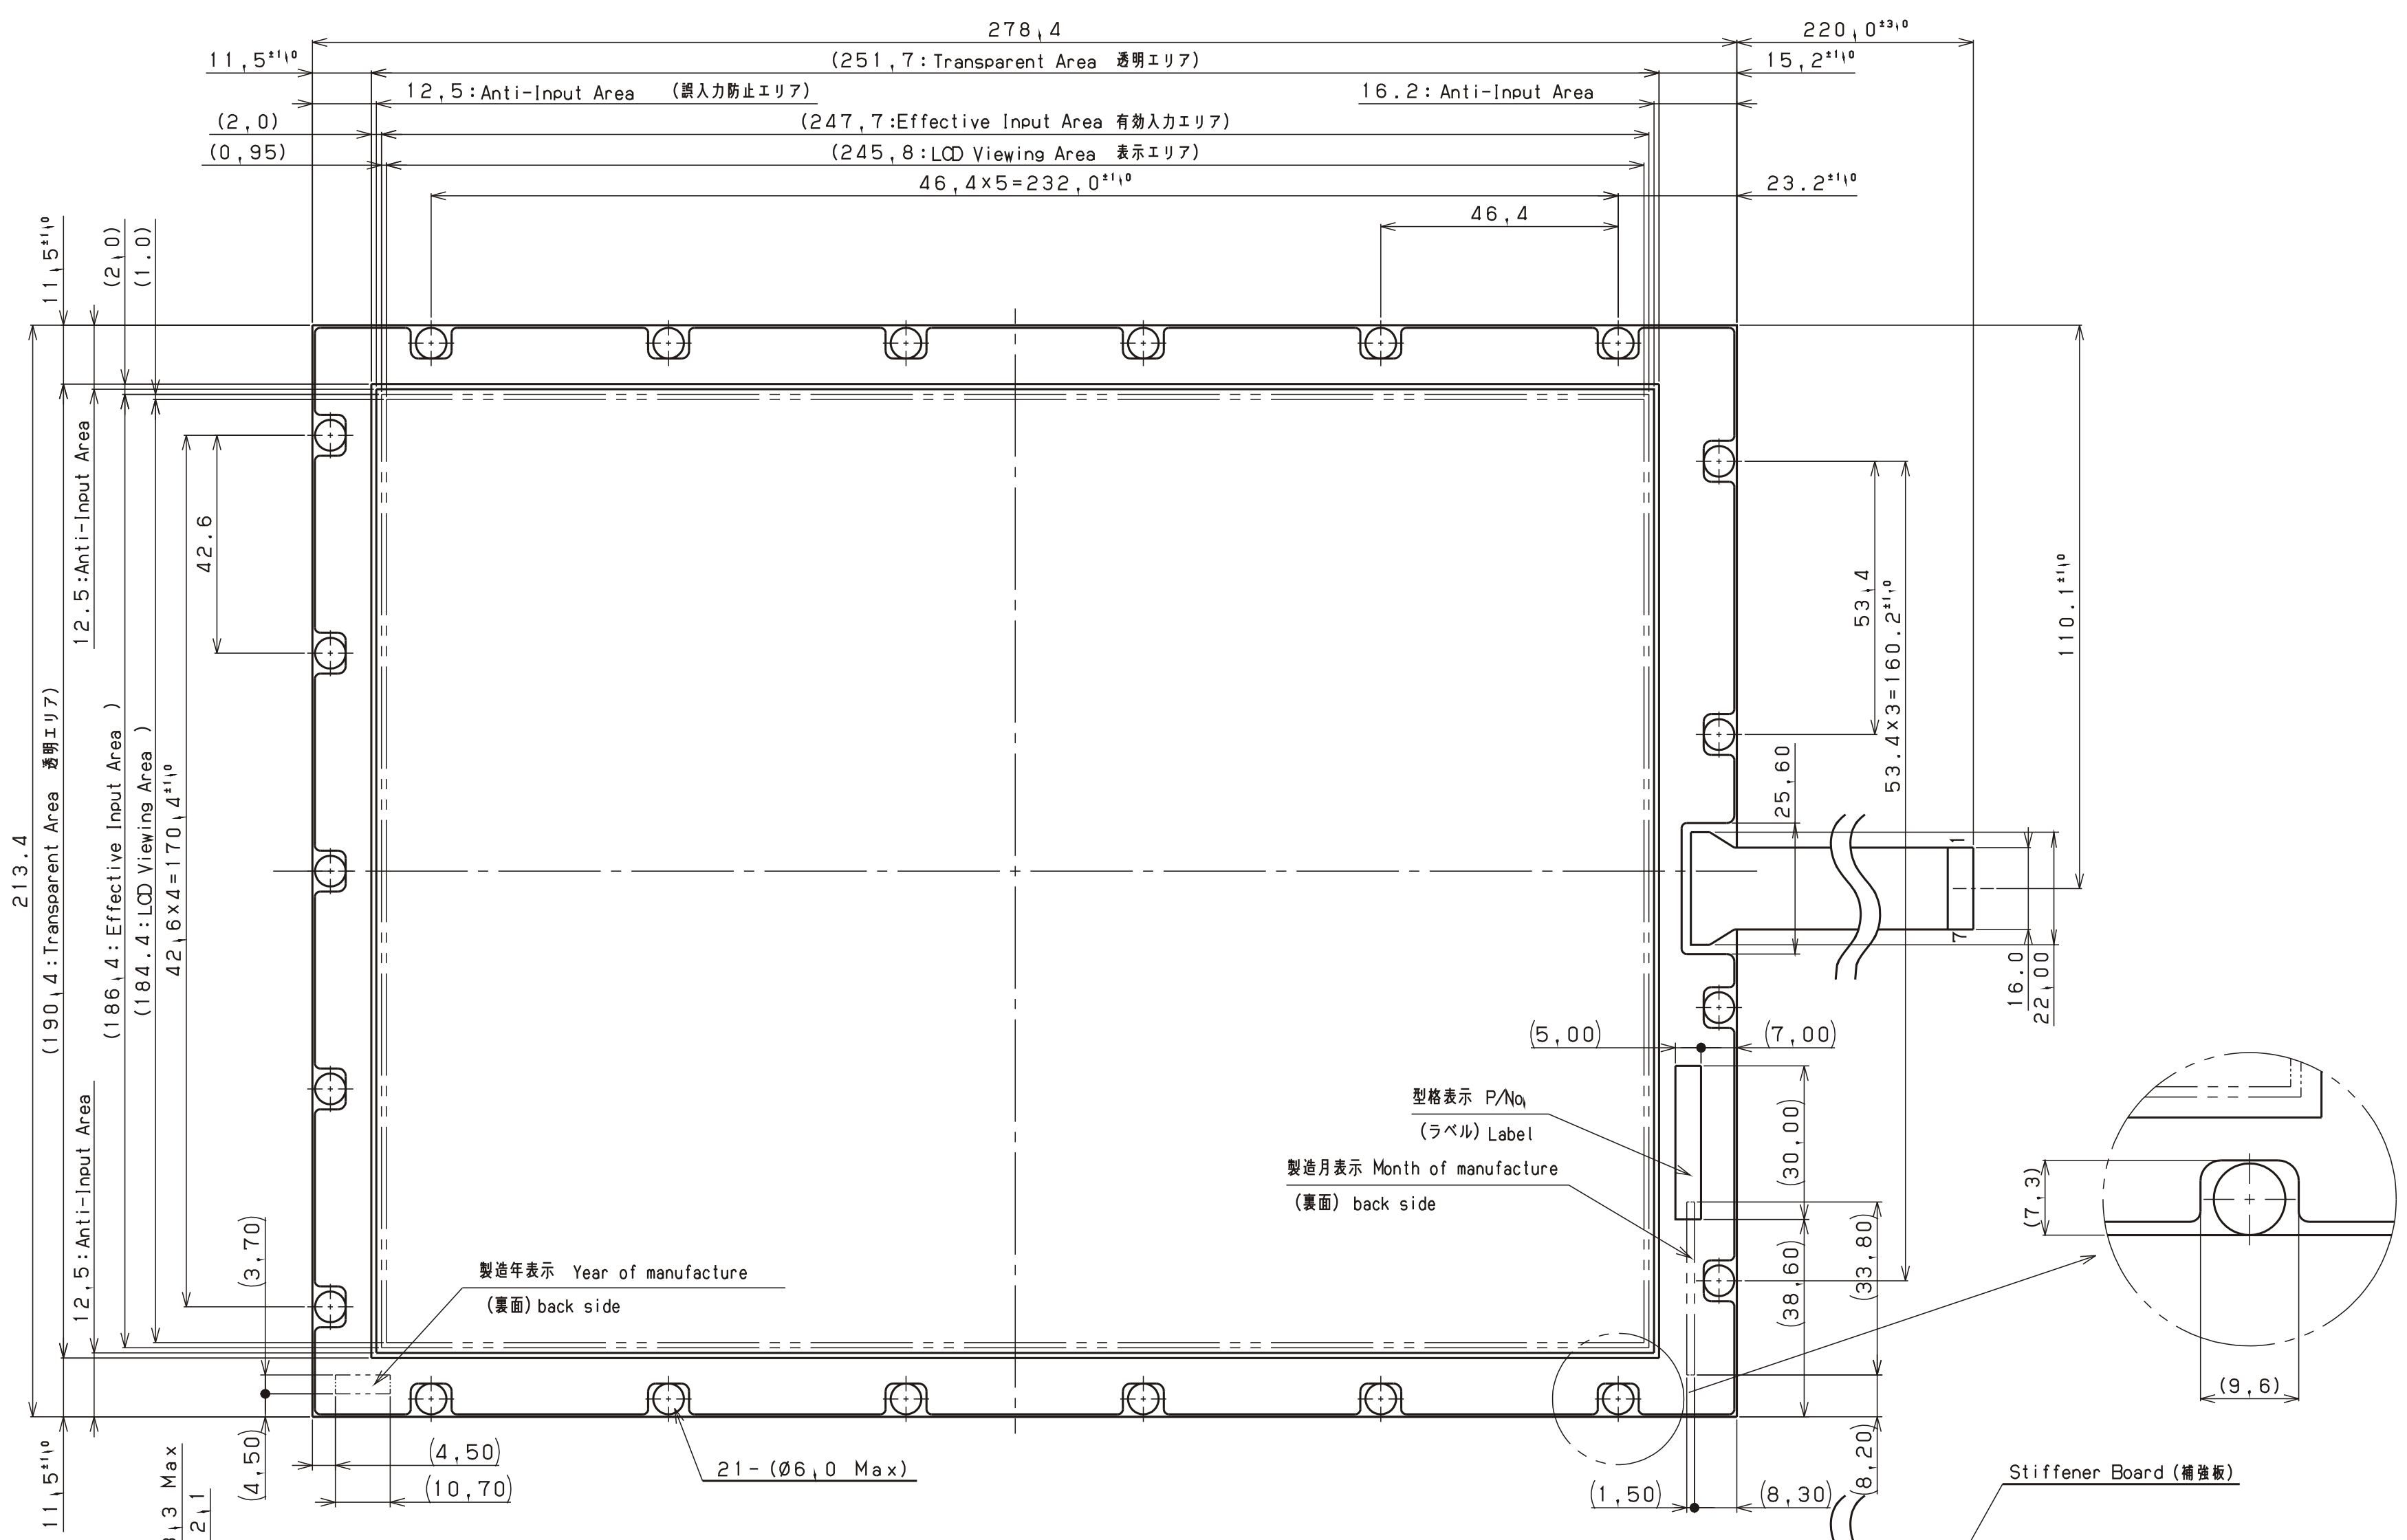 278,4
220,0±3,0
11,5±1,0
(251,7:Transparent Area 透明エリア)
15,2±1,0
12,5:Anti-Input Area (誤入力防止エリア)
16.2:Anti-Input Area
(2,0)
(247,7:Effective Input Area 有効入力エリア)
(0,95)
(245,8:LCD Viewing Area 表示エリア)
46,4×5=232,0±1,0
23.2±1,0
46,4
11,5±1,0
(2,0)
(1.0)
12.5:Anti-Input Area
42.6
213.4
(190,4:Transparent Area 透明エリア)
(186,4:Effective Input Area )
(184.4:LCD Viewing Area )
42,6×4=170,4±1,0
12,5:Anti-Input Area
11,5±1,0
53,4
53.4×3=160.2±1,0
110.1±1,0
25,60
1
7
16.0
22,00
(5,00)
(7,00)
型格表示 P/No,
(ラベル) Label
(30,00)
製造月表示 Month of manufacture
(裏面) back side
(38,60)
(33,80)
(7,3)
(9,6)
(3,70)
製造年表示 Year of manufacture
(裏面) back side
(4,50)
(4,50)
(10,70)
21-(Ø6,0 Max)
(1,50)
(8,30)
(8,20)
Stiffener Board (補強板)
,3 Max
2,1